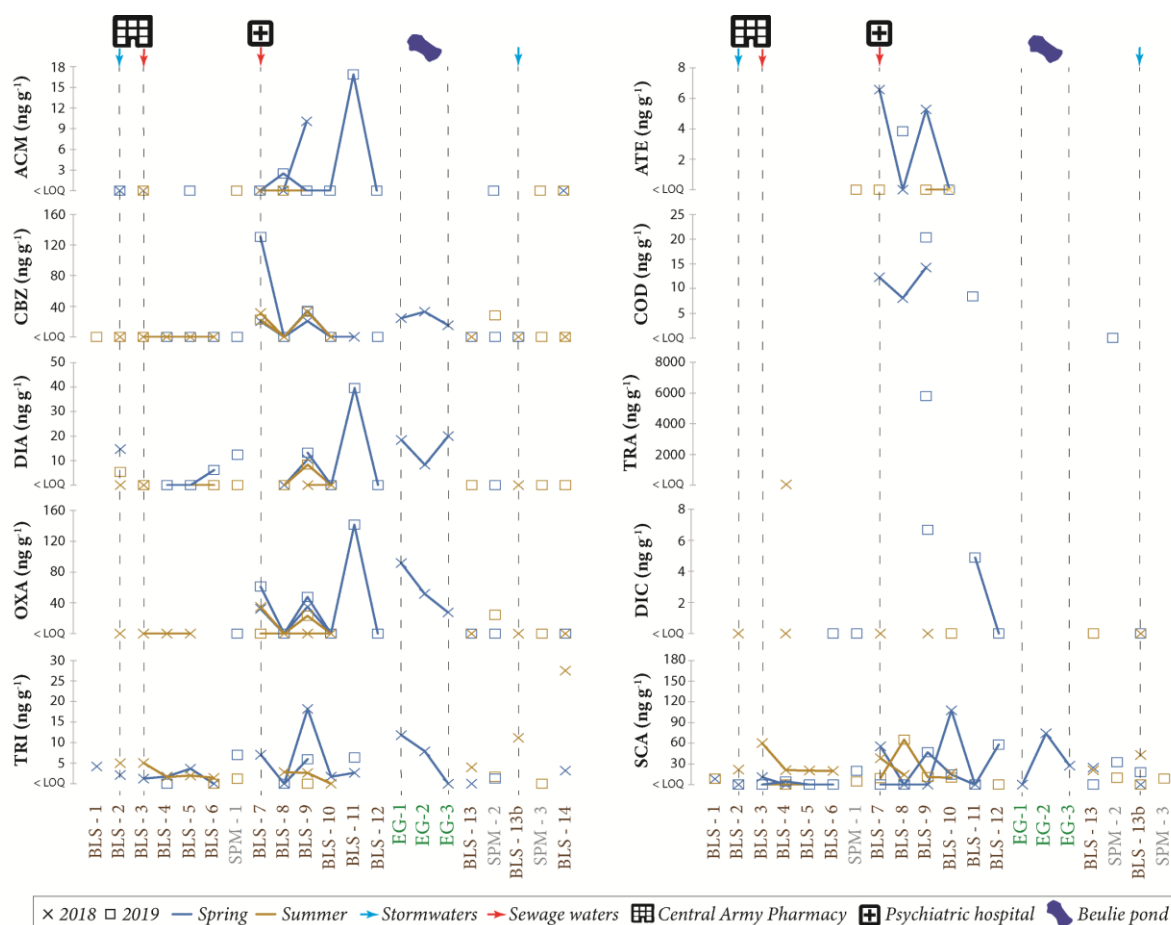 ACM (ng g⁻¹)
18
15
12
9
6
3
< LOQ
CBZ (ng g⁻¹)
160
120
80
40
< LOQ
DIA (ng g⁻¹)
50
40
30
20
10
< LOQ
OXA (ng g⁻¹)
160
120
80
40
< LOQ
TRI (ng g⁻¹)
30
25
20
15
10
5
< LOQ
BLS - 1
BLS - 2
BLS - 3
BLS - 4
BLS - 5
BLS - 6
SPM - 1
BLS - 7
BLS - 8
BLS - 9
BLS - 10
BLS - 11
BLS - 12
EG-1
EG-2
EG-3
BLS - 13
SPM - 2
BLS - 13b
SPM - 3
BLS - 14
ATE (ng g⁻¹)
8
6
4
2
< LOQ
COD (ng g⁻¹)
25
20
15
10
5
< LOQ
TRA (ng g⁻¹)
8000
6000
4000
2000
< LOQ
DIC (ng g⁻¹)
8
6
4
2
< LOQ
SCA (ng g⁻¹)
180
150
120
90
60
30
< LOQ
BLS - 1
BLS - 2
BLS - 3
BLS - 4
BLS - 5
BLS - 6
SPM - 1
BLS - 7
BLS - 8
BLS - 9
BLS - 10
BLS - 11
BLS - 12
EG-1
EG-2
EG-3
BLS - 13
SPM - 2
BLS - 13b
SPM - 3
2018 2019 Spring Summer Stormwaters Sewage waters Central Army Pharmacy Psychiatric hospital Beulie pond